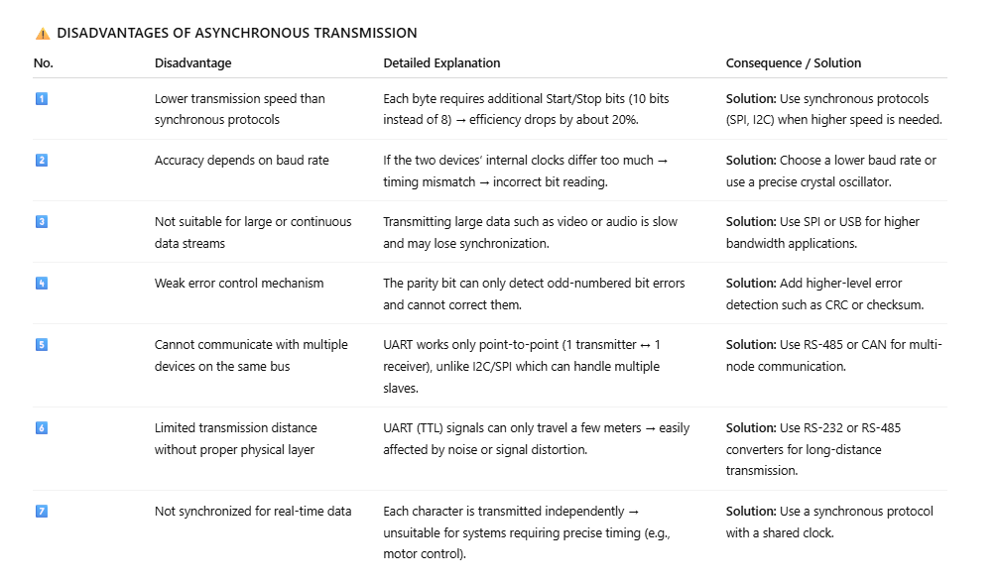 ⚠️ DISADVANTAGES OF ASYNCHRONOUS TRANSMISSION
No. Disadvantage Detailed Explanation Consequence / Solution
1 Lower transmission speed than synchronous protocols Each byte requires additional Start/Stop bits (10 bits instead of 8) → efficiency drops by about 20%. Solution: Use synchronous protocols (SPI, I2C) when higher speed is needed.
2 Accuracy depends on baud rate If the two devices' internal clocks differ too much → timing mismatch → incorrect bit reading. Solution: Choose a lower baud rate or use a precise crystal oscillator.
3 Not suitable for large or continuous data streams Transmitting large data such as video or audio is slow and may lose synchronization. Solution: Use SPI or USB for higher bandwidth applications.
4 Weak error control mechanism The parity bit can only detect odd-numbered bit errors and cannot correct them. Solution: Add higher-level error detection such as CRC or checksum.
5 Cannot communicate with multiple devices on the same bus UART works only point-to-point (1 transmitter ↔ 1 receiver), unlike I2C/SPI which can handle multiple slaves. Solution: Use RS-485 or CAN for multi-node communication.
6 Limited transmission distance without proper physical layer UART (TTL) signals can only travel a few meters → easily affected by noise or signal distortion. Solution: Use RS-232 or RS-485 converters for long-distance transmission.
7 Not synchronized for real-time data Each character is transmitted independently → unsuitable for systems requiring precise timing (e.g., motor control). Solution: Use a synchronous protocol with a shared clock.